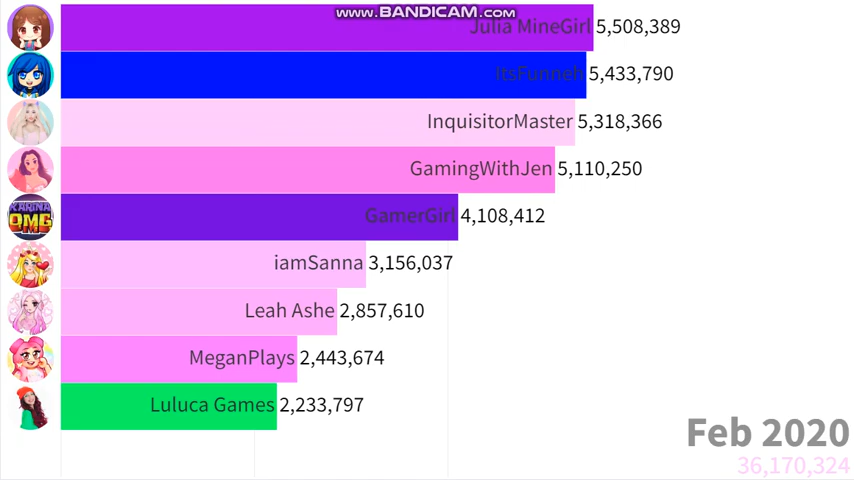 WWW.BANDICAM.COM
Julia MineGirl 5,508,389
ItsFunneh 5,433,790
InquisitorMaster 5,318,366
GamingWithJen 5,110,250
KARINA OMG
GamerGirl 4,108,412
iamSanna 3,156,037
Leah Ashe 2,857,610
MeganPlays 2,443,674
Luluca Games 2,233,797
Feb 2020
36,170,324